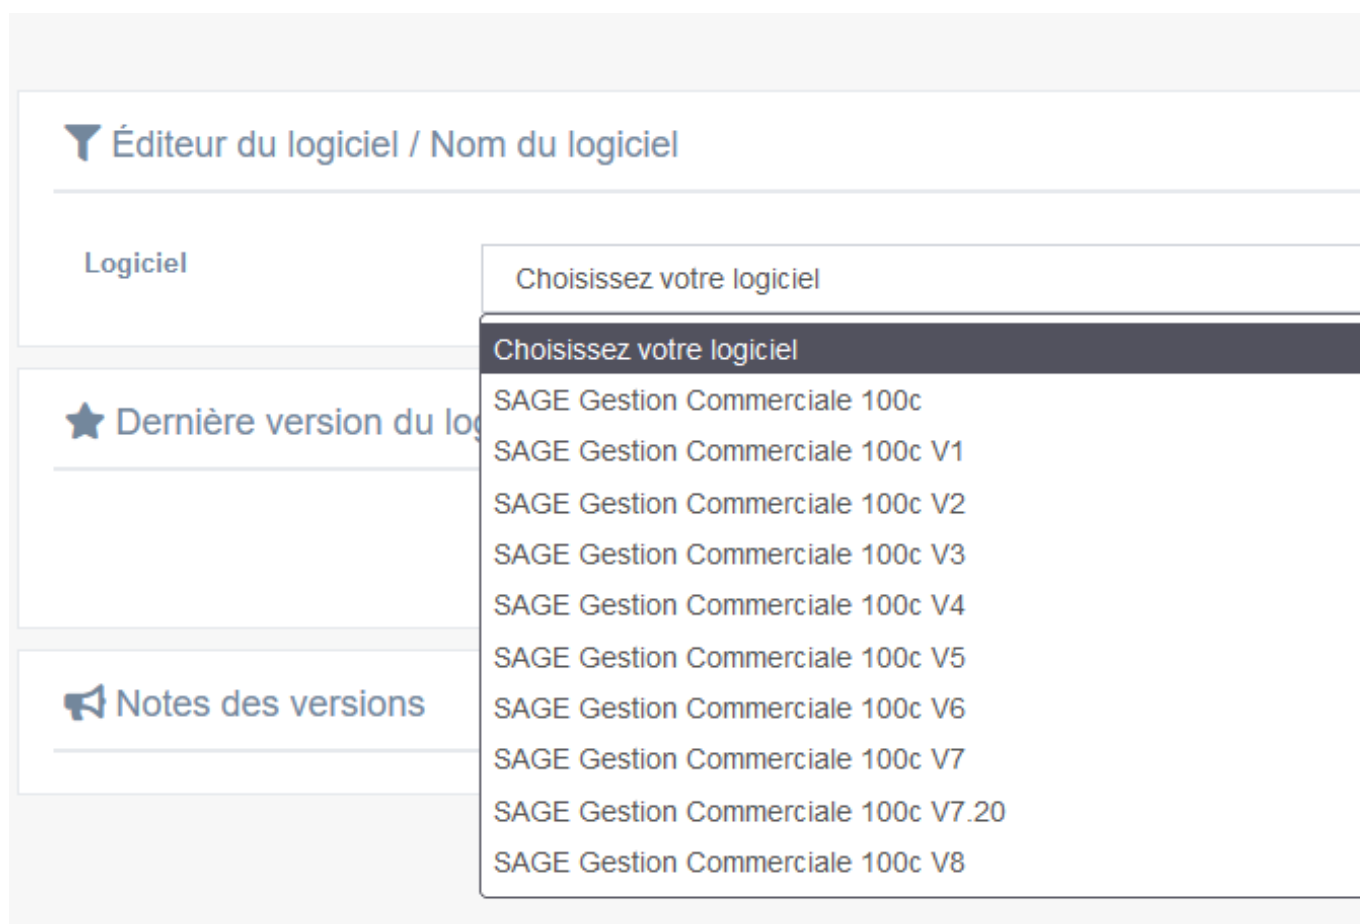 Éditeur du logiciel / Nom du logiciel
Logiciel
Choisissez votre logiciel
Choisissez votre logiciel
SAGE Gestion Commerciale 100c
SAGE Gestion Commerciale 100c V1
SAGE Gestion Commerciale 100c V2
SAGE Gestion Commerciale 100c V3
SAGE Gestion Commerciale 100c V4
SAGE Gestion Commerciale 100c V5
SAGE Gestion Commerciale 100c V6
SAGE Gestion Commerciale 100c V7
SAGE Gestion Commerciale 100c V7.20
SAGE Gestion Commerciale 100c V8
Dernière version du
Notes des versions